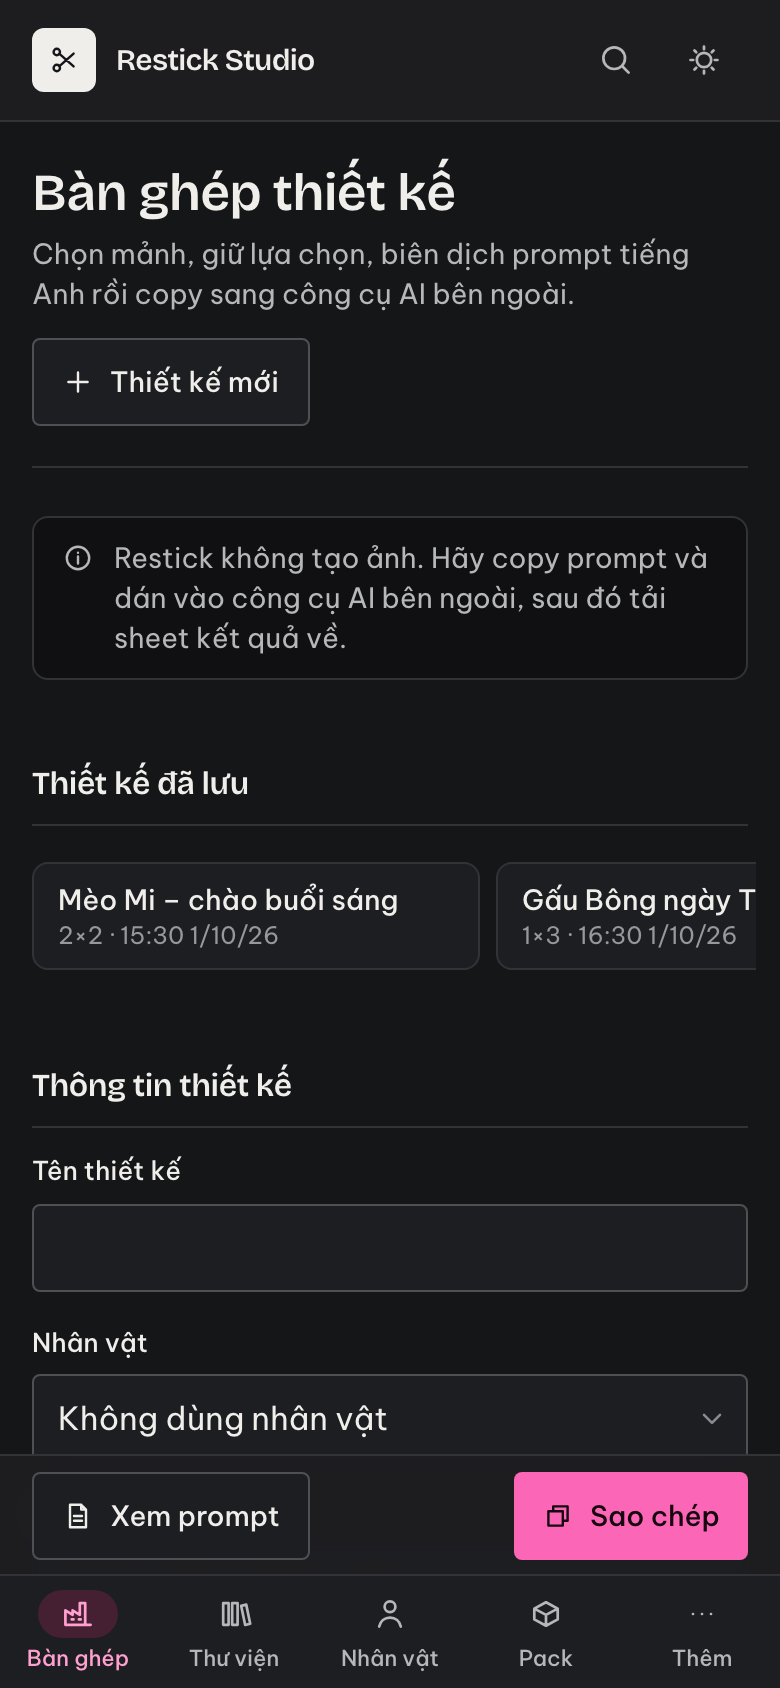 Restick Studio
Bàn ghép thiết kế
Chọn mảnh, giữ lựa chọn, biên dịch prompt tiếng
Anh rồi copy sang công cụ AI bên ngoài.
Thiết kế mới
Restick không tạo ảnh. Hãy copy prompt và
dán vào công cụ AI bên ngoài, sau đó tải
sheet kết quả về.
Thiết kế đã lưu
Mèo Mi – chào buổi sáng
2×2 · 15:30 1/10/26
Gấu Bông ngày T
1×3 · 16:30 1/10/26
Thông tin thiết kế
Tên thiết kế
Nhân vật
Không dùng nhân vật
Xem prompt
Sao chép
Bàn ghép
Thư viện
Nhân vật
Pack
Thêm